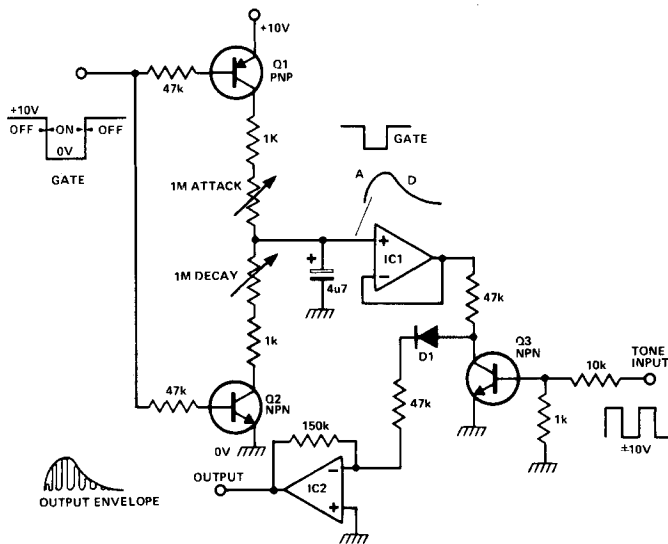 +10V
Q1
PNP
47k
+10V
OFF
ON
OFF
0V
GATE
1K
GATE
1M ATTACK
A
D
+
IC1
−
+
4u7
1M DECAY
47k
1k
D1
Q3
NPN
TONE
INPUT
10k
47k
Q2
NPN
47k
1k
±10V
0V
150k
OUTPUT
−
IC2
+
OUTPUT ENVELOPE